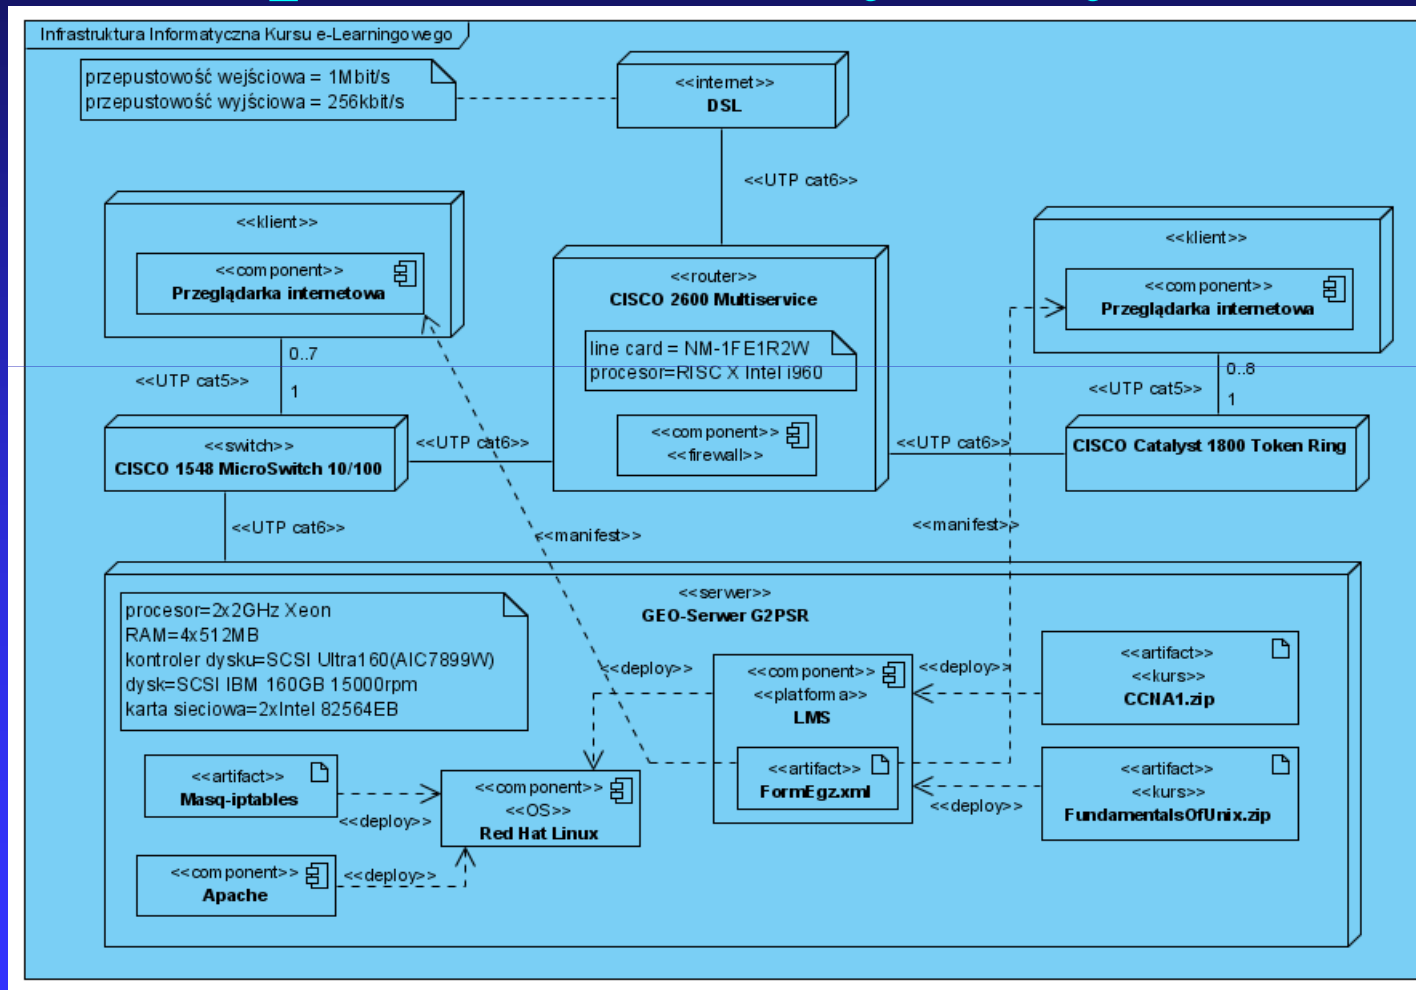 Infrastruktura Informatyczna Kursu e-Learningowego
przepustowość wejściowa = 1Mbit/s
przepustowość wyjściowa = 256kbit/s
<<internet>>
DSL
<<UTP cat6>>
<<klient>>
<<component>>
Przeglądarka internetowa
0..7
<<UTP cat5>>
1
<<router>>
CISCO 2600 Multiservice
line card = NM-1FE1R2W
procesor=RISC X Intel i960
<<component>>
<<firewall>>
<<klient>>
<<component>>
Przeglądarka internetowa
0..8
<<UTP cat5>>
1
<<switch>>
CISCO 1548 MicroSwitch 10/100
<<UTP cat6>>
<<UTP cat6>>
CISCO Catalyst 1800 Token Ring
<<UTP cat6>>
<<manifest>>
<<manifest>>
<<serwer>>
GEO-Serwer G2PSR
procesor=2x2GHz Xeon
RAM=4x512MB
kontroler dysku=SCSI Ultra160(AIC7899W)
dysk=SCSI IBM 160GB 15000rpm
karta sieciowa=2xIntel 82564EB
<<deploy>>
<<component>>
<<platforma>>
LMS
<<artifact>>
FormEgz.xml
<<deploy>>
<<artifact>>
<<kurs>>
CCNA1.zip
<<deploy>>
<<artifact>>
<<kurs>>
FundamentalsOfUnix.zip
<<artifact>>
Masq-iptables
<<deploy>>
<<component>>
<<OS>>
Red Hat Linux
<<component>>
Apache
<<deploy>>